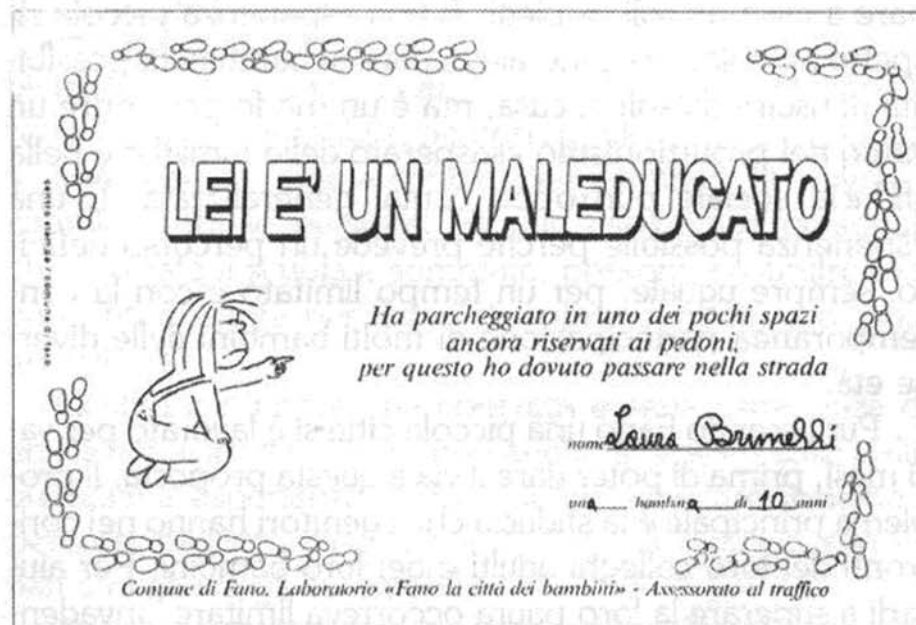 LEI E' UN MALEDUCATO
Ha parcheggiato in uno dei pochi spazi
ancora riservati ai pedoni,
per questo ho dovuto passare nella strada
nome Laura Brunelli
una bambina di 10 anni
Comune di Fano, Laboratorio «Fano la città dei bambini» - Assessorato al traffico